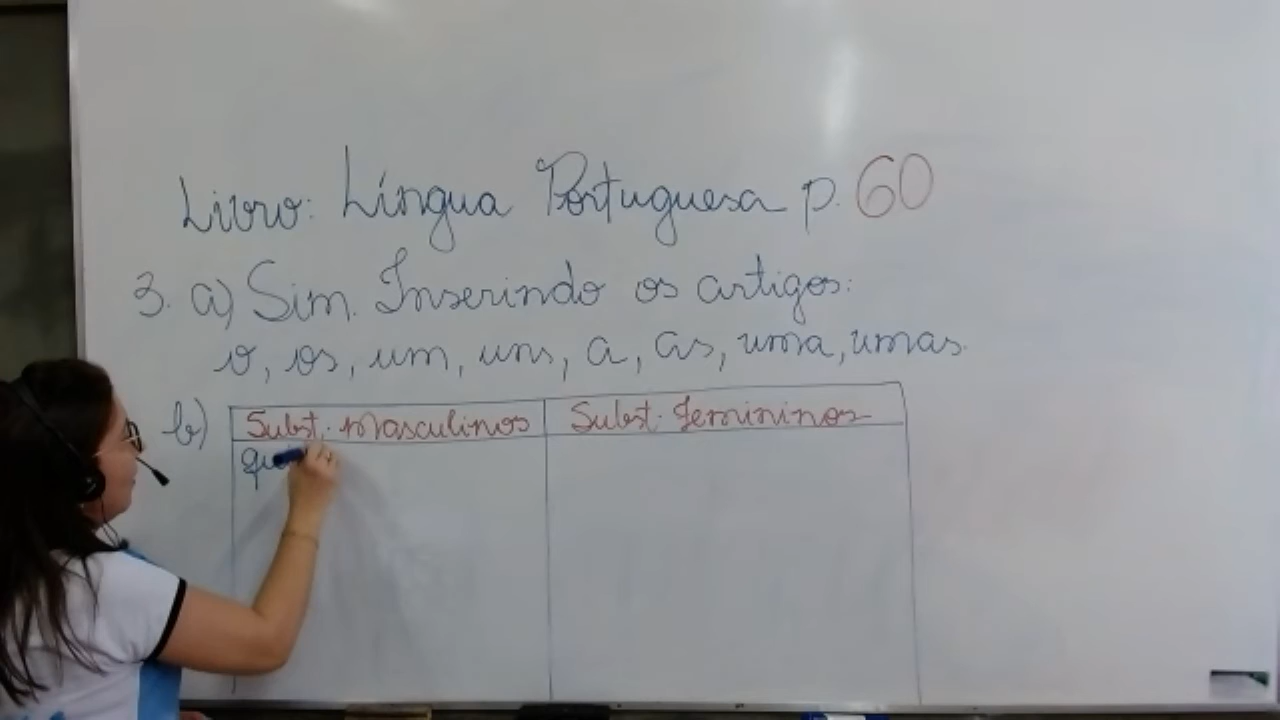 Livro: Língua Portuguesa p. 60
3. a) Sim. Inserindo os artigos:
o, os, um, uns, a, as, uma, umas.
b) Subst. Masculinos Subst. Femininos